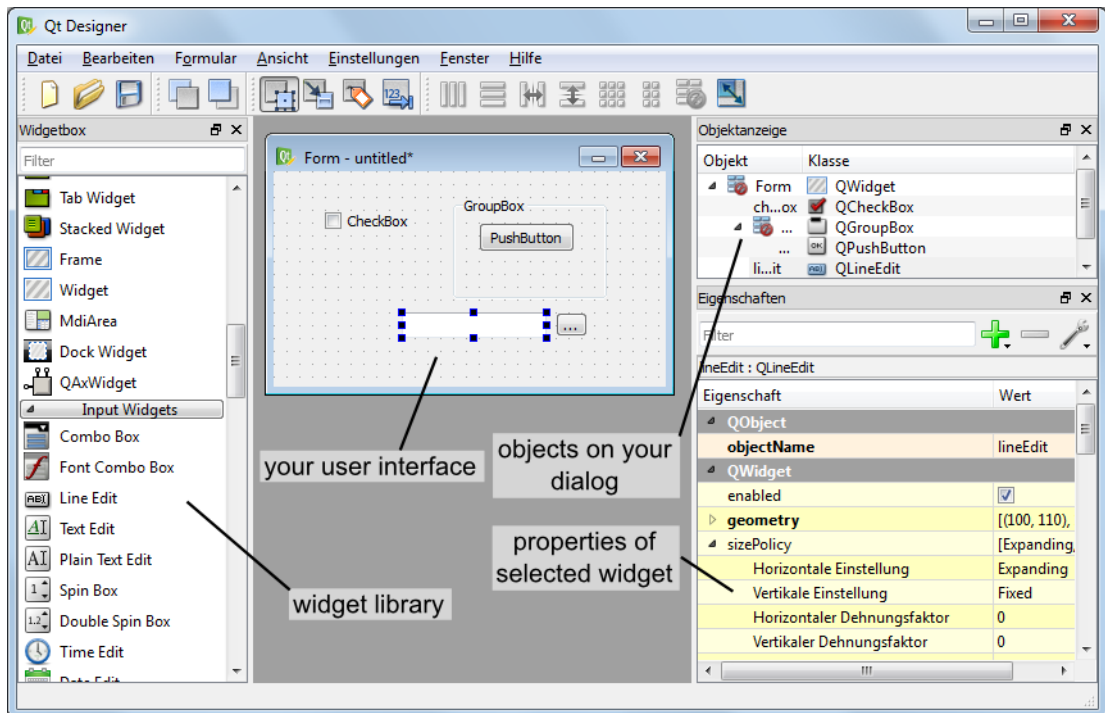 Qt Designer
Datei Bearbeiten Formular Ansicht Einstellungen Fenster Hilfe
Widgetbox
Filter
Tab Widget
Stacked Widget
Frame
Widget
MdiArea
Dock Widget
QAxWidget
Input Widgets
Combo Box
Font Combo Box
Line Edit
Text Edit
Plain Text Edit
Spin Box
Double Spin Box
Time Edit
Form - untitled*
CheckBox
GroupBox
PushButton
...
your user interface
objects on your
dialog
properties of
selected widget
widget library
Objektanzeige
Objekt Klasse
Form QWidget
ch...ox QCheckBox
... QGroupBox
... QPushButton
li...it QLineEdit
Eigenschaften
Filter
lineEdit : QLineEdit
Eigenschaft Wert
QObject
objectName lineEdit
QWidget
enabled
geometry [(100, 110),
sizePolicy [Expanding,
Horizontale Einstellung Expanding
Vertikale Einstellung Fixed
Horizontaler Dehnungsfaktor 0
Vertikaler Dehnungsfaktor 0